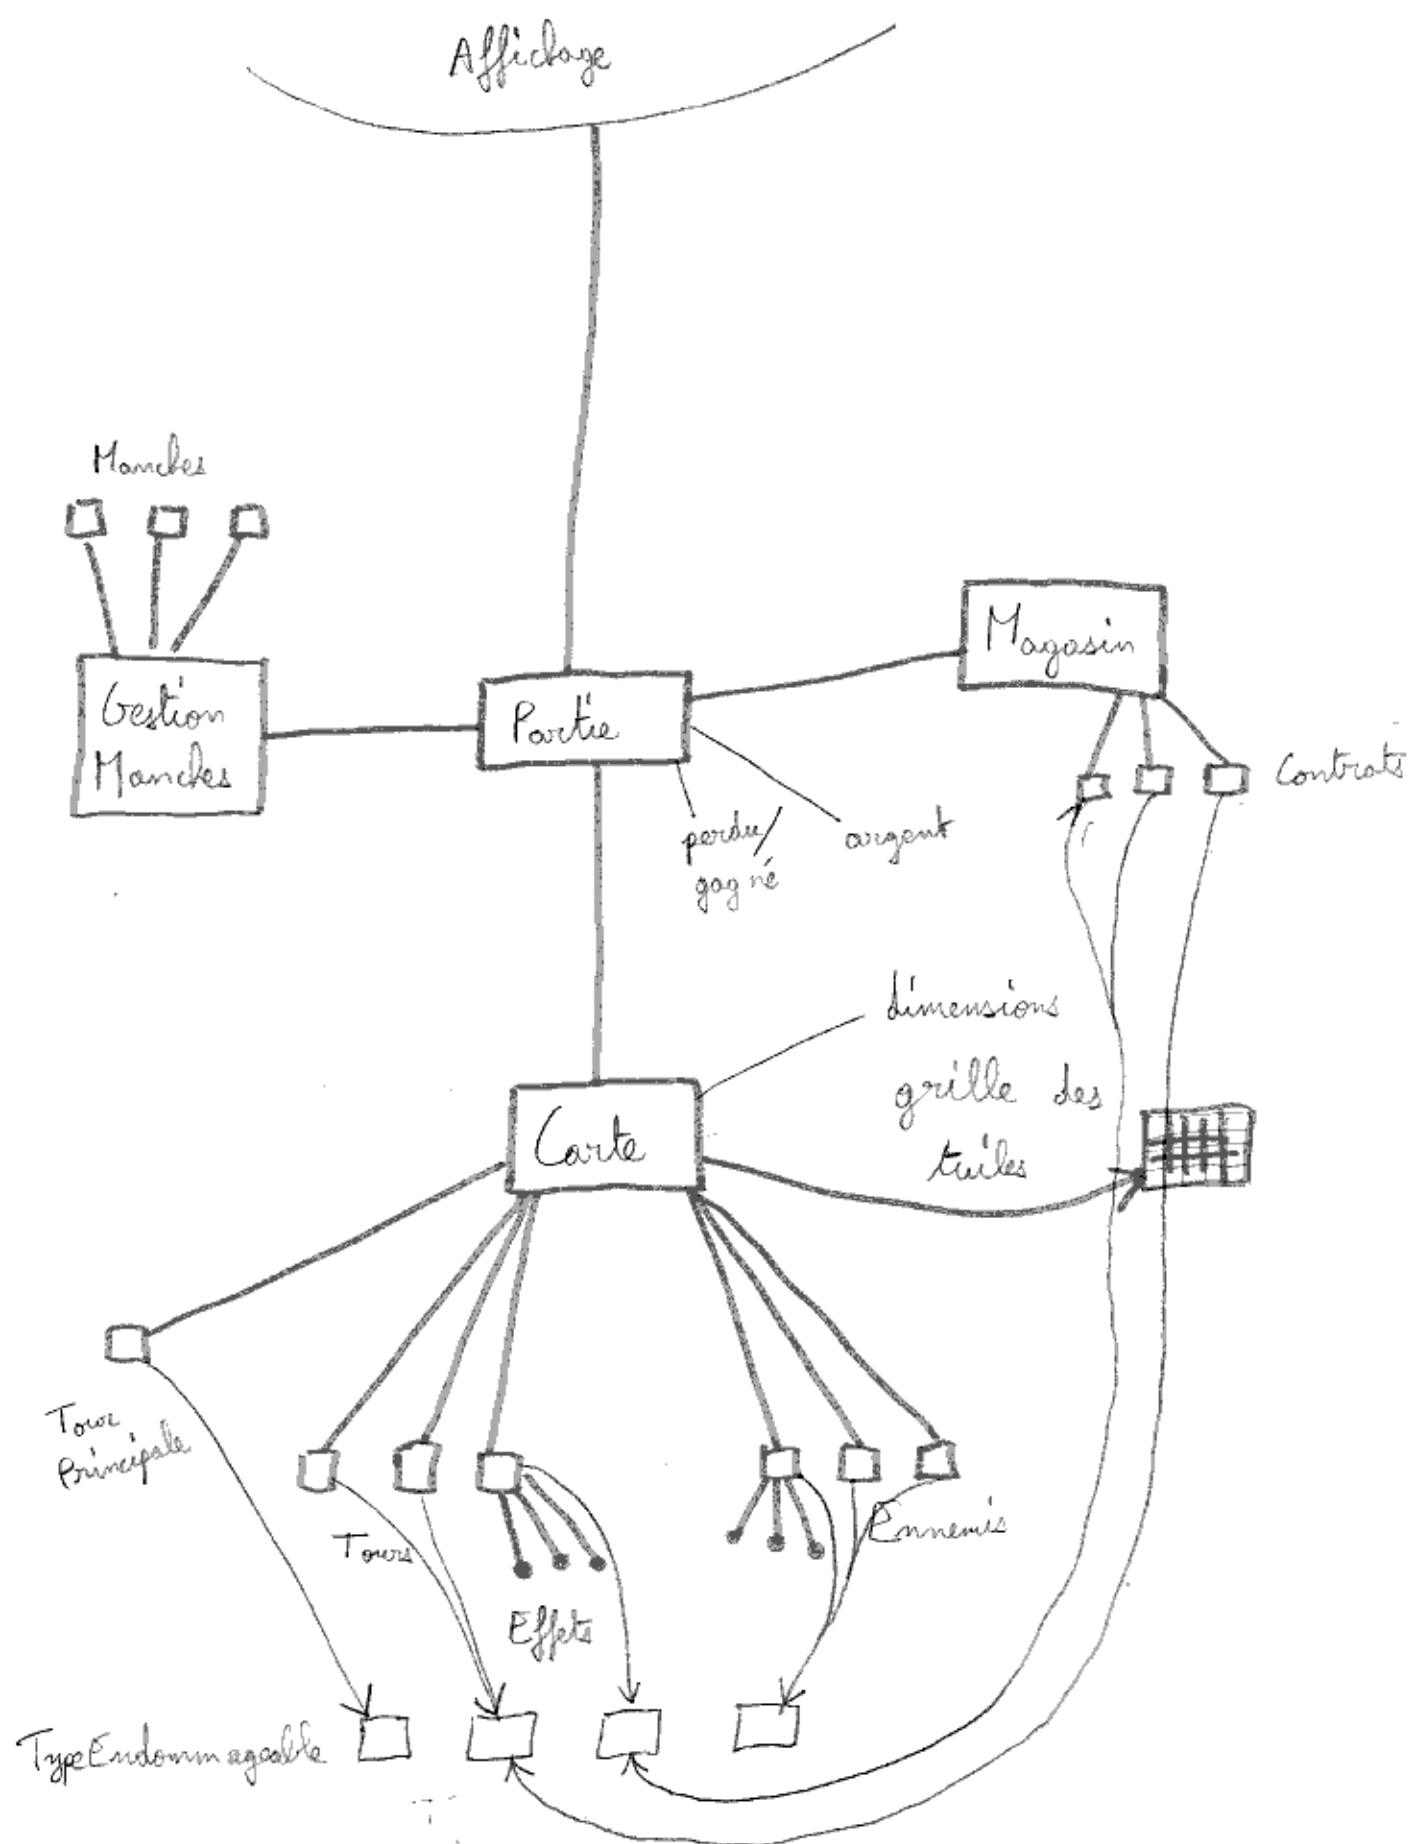 Affichage
Manches
Magasin
Gestion
Manches
Partie
Contrats
perdu/
gagné
argent
dimensions
grille des
tuiles
Carte
Tour
Principale
Tours
Ennemis
Effets
TypeEndommageable